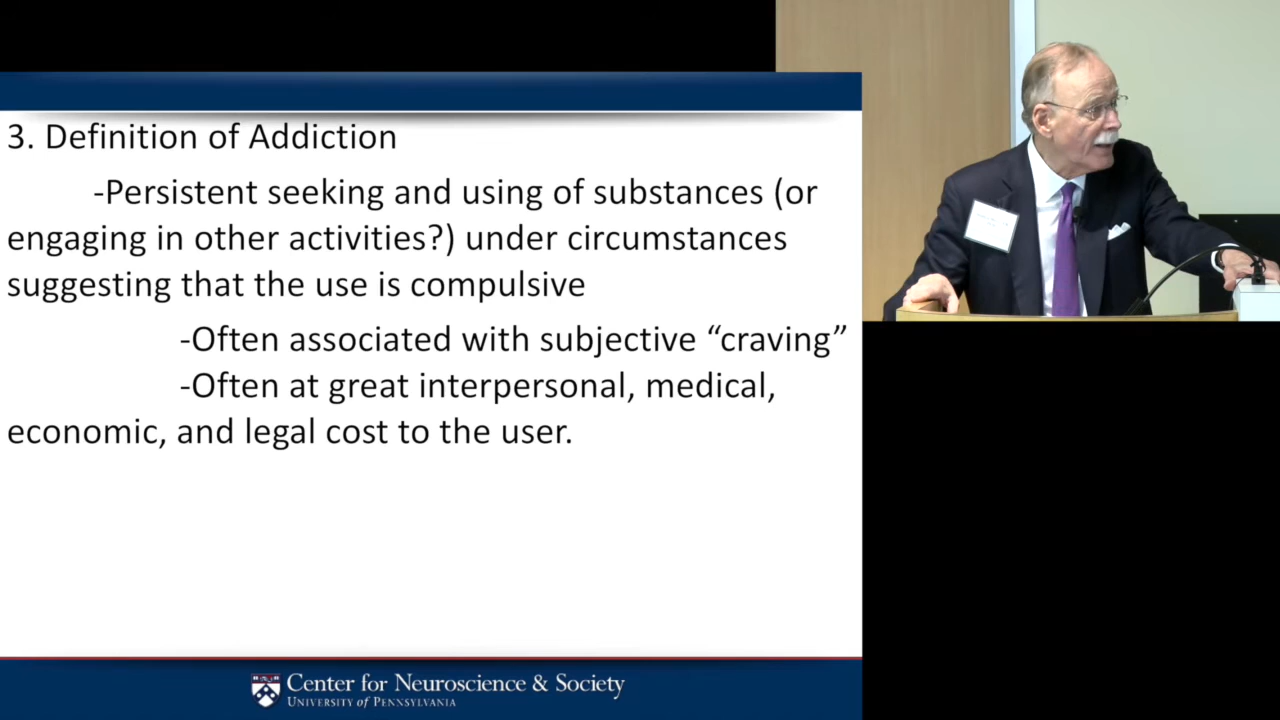 3. Definition of Addiction
-Persistent seeking and using of substances (or
engaging in other activities?) under circumstances
suggesting that the use is compulsive
-Often associated with subjective “craving”
-Often at great interpersonal, medical,
economic, and legal cost to the user.
Center for Neuroscience & Society
UNIVERSITY of PENNSYLVANIA